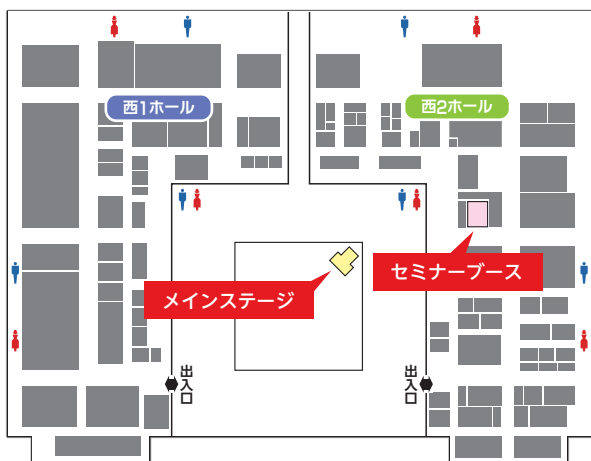 西1ホール
西2ホール
セミナーブース
メインステージ
出入口
出入口